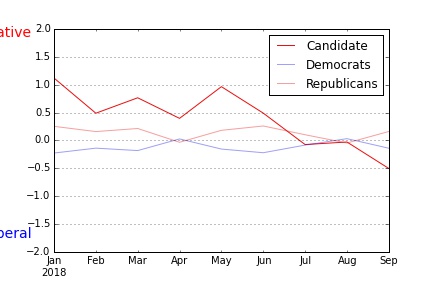 ative
2.0
1.5
1.0
0.5
0.0
−0.5
−1.0
−1.5
−2.0
beral
Candidate
Democrats
Republicans
Jan Feb Mar Apr May Jun Jul Aug Sep
2018